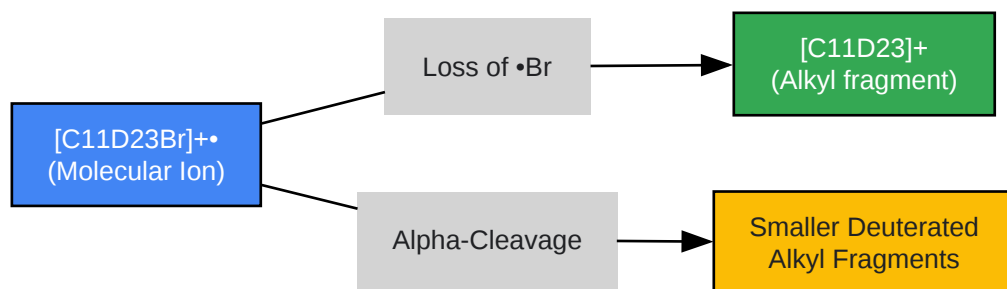 Loss of •Br
[C11D23]+
(Alkyl fragment)
[C11D23Br]+•
(Molecular Ion)
Alpha-Cleavage
Smaller Deuterated
Alkyl Fragments